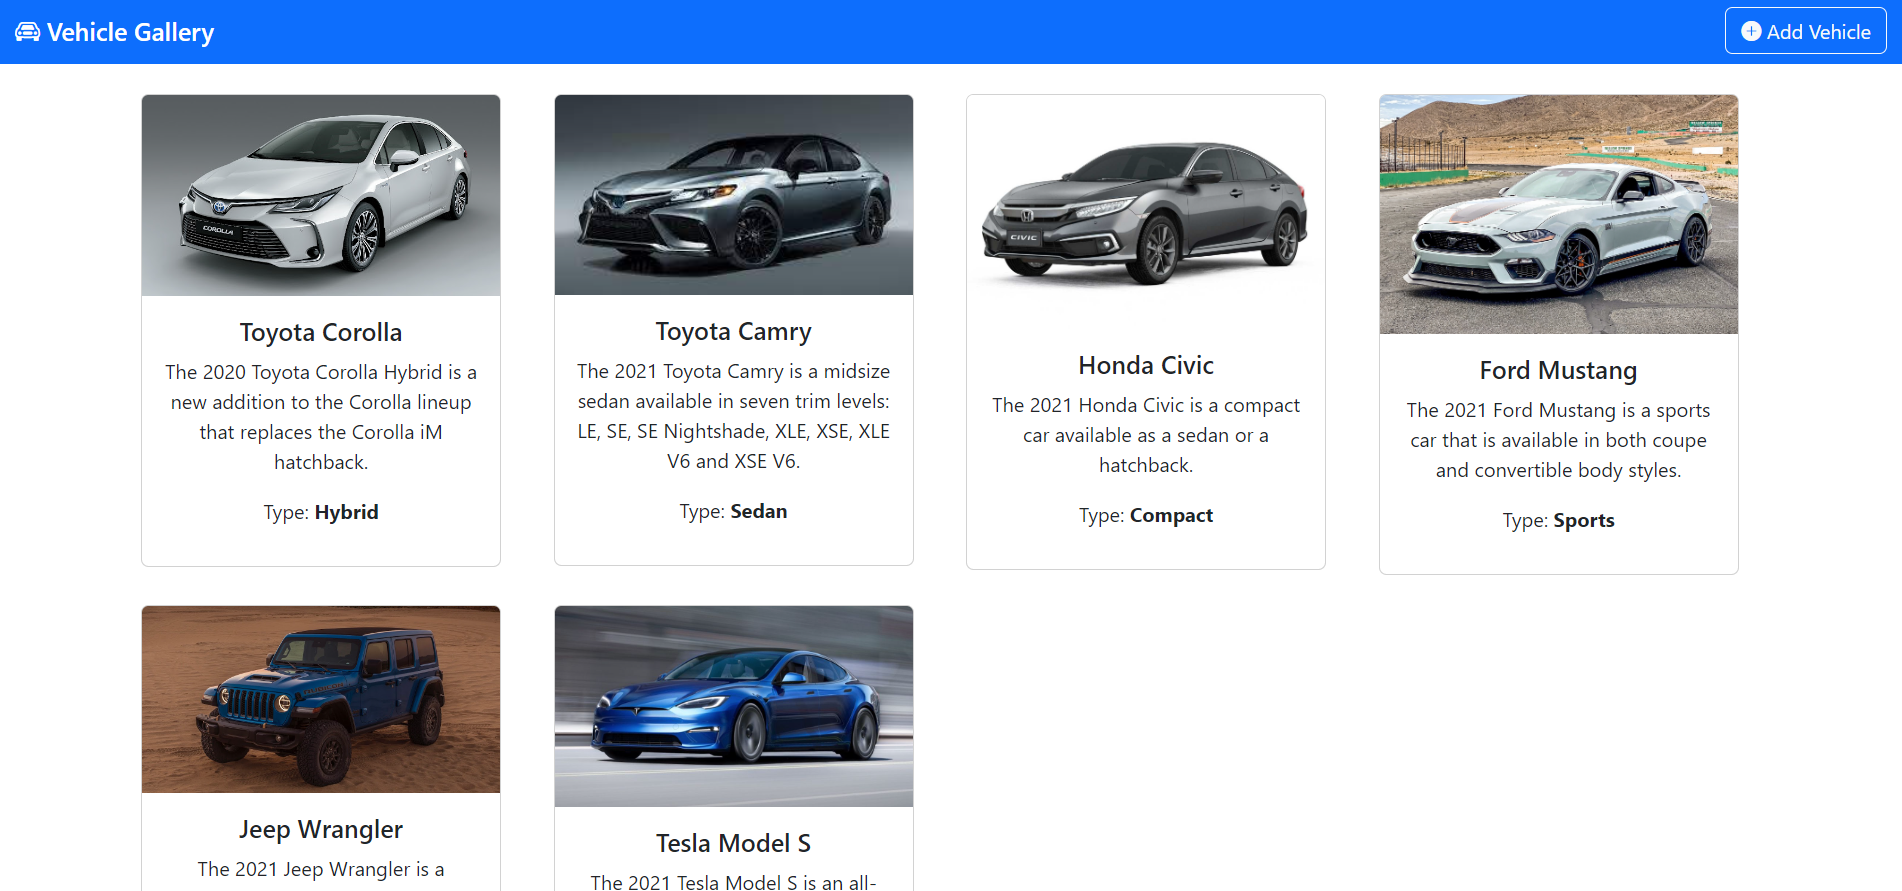 Vehicle Gallery
Add Vehicle
COROLLA
Toyota Corolla
The 2020 Toyota Corolla Hybrid is a
new addition to the Corolla lineup
that replaces the Corolla iM
hatchback.
Type: Hybrid
Toyota Camry
The 2021 Toyota Camry is a midsize
sedan available in seven trim levels:
LE, SE, SE Nightshade, XLE, XSE, XLE
V6 and XSE V6.
Type: Sedan
CIVIC
Honda Civic
The 2021 Honda Civic is a compact
car available as a sedan or a
hatchback.
Type: Compact
Ford Mustang
The 2021 Ford Mustang is a sports
car that is available in both coupe
and convertible body styles.
Type: Sports
Jeep Wrangler
The 2021 Jeep Wrangler is a
Tesla Model S
The 2021 Tesla Model S is an all-